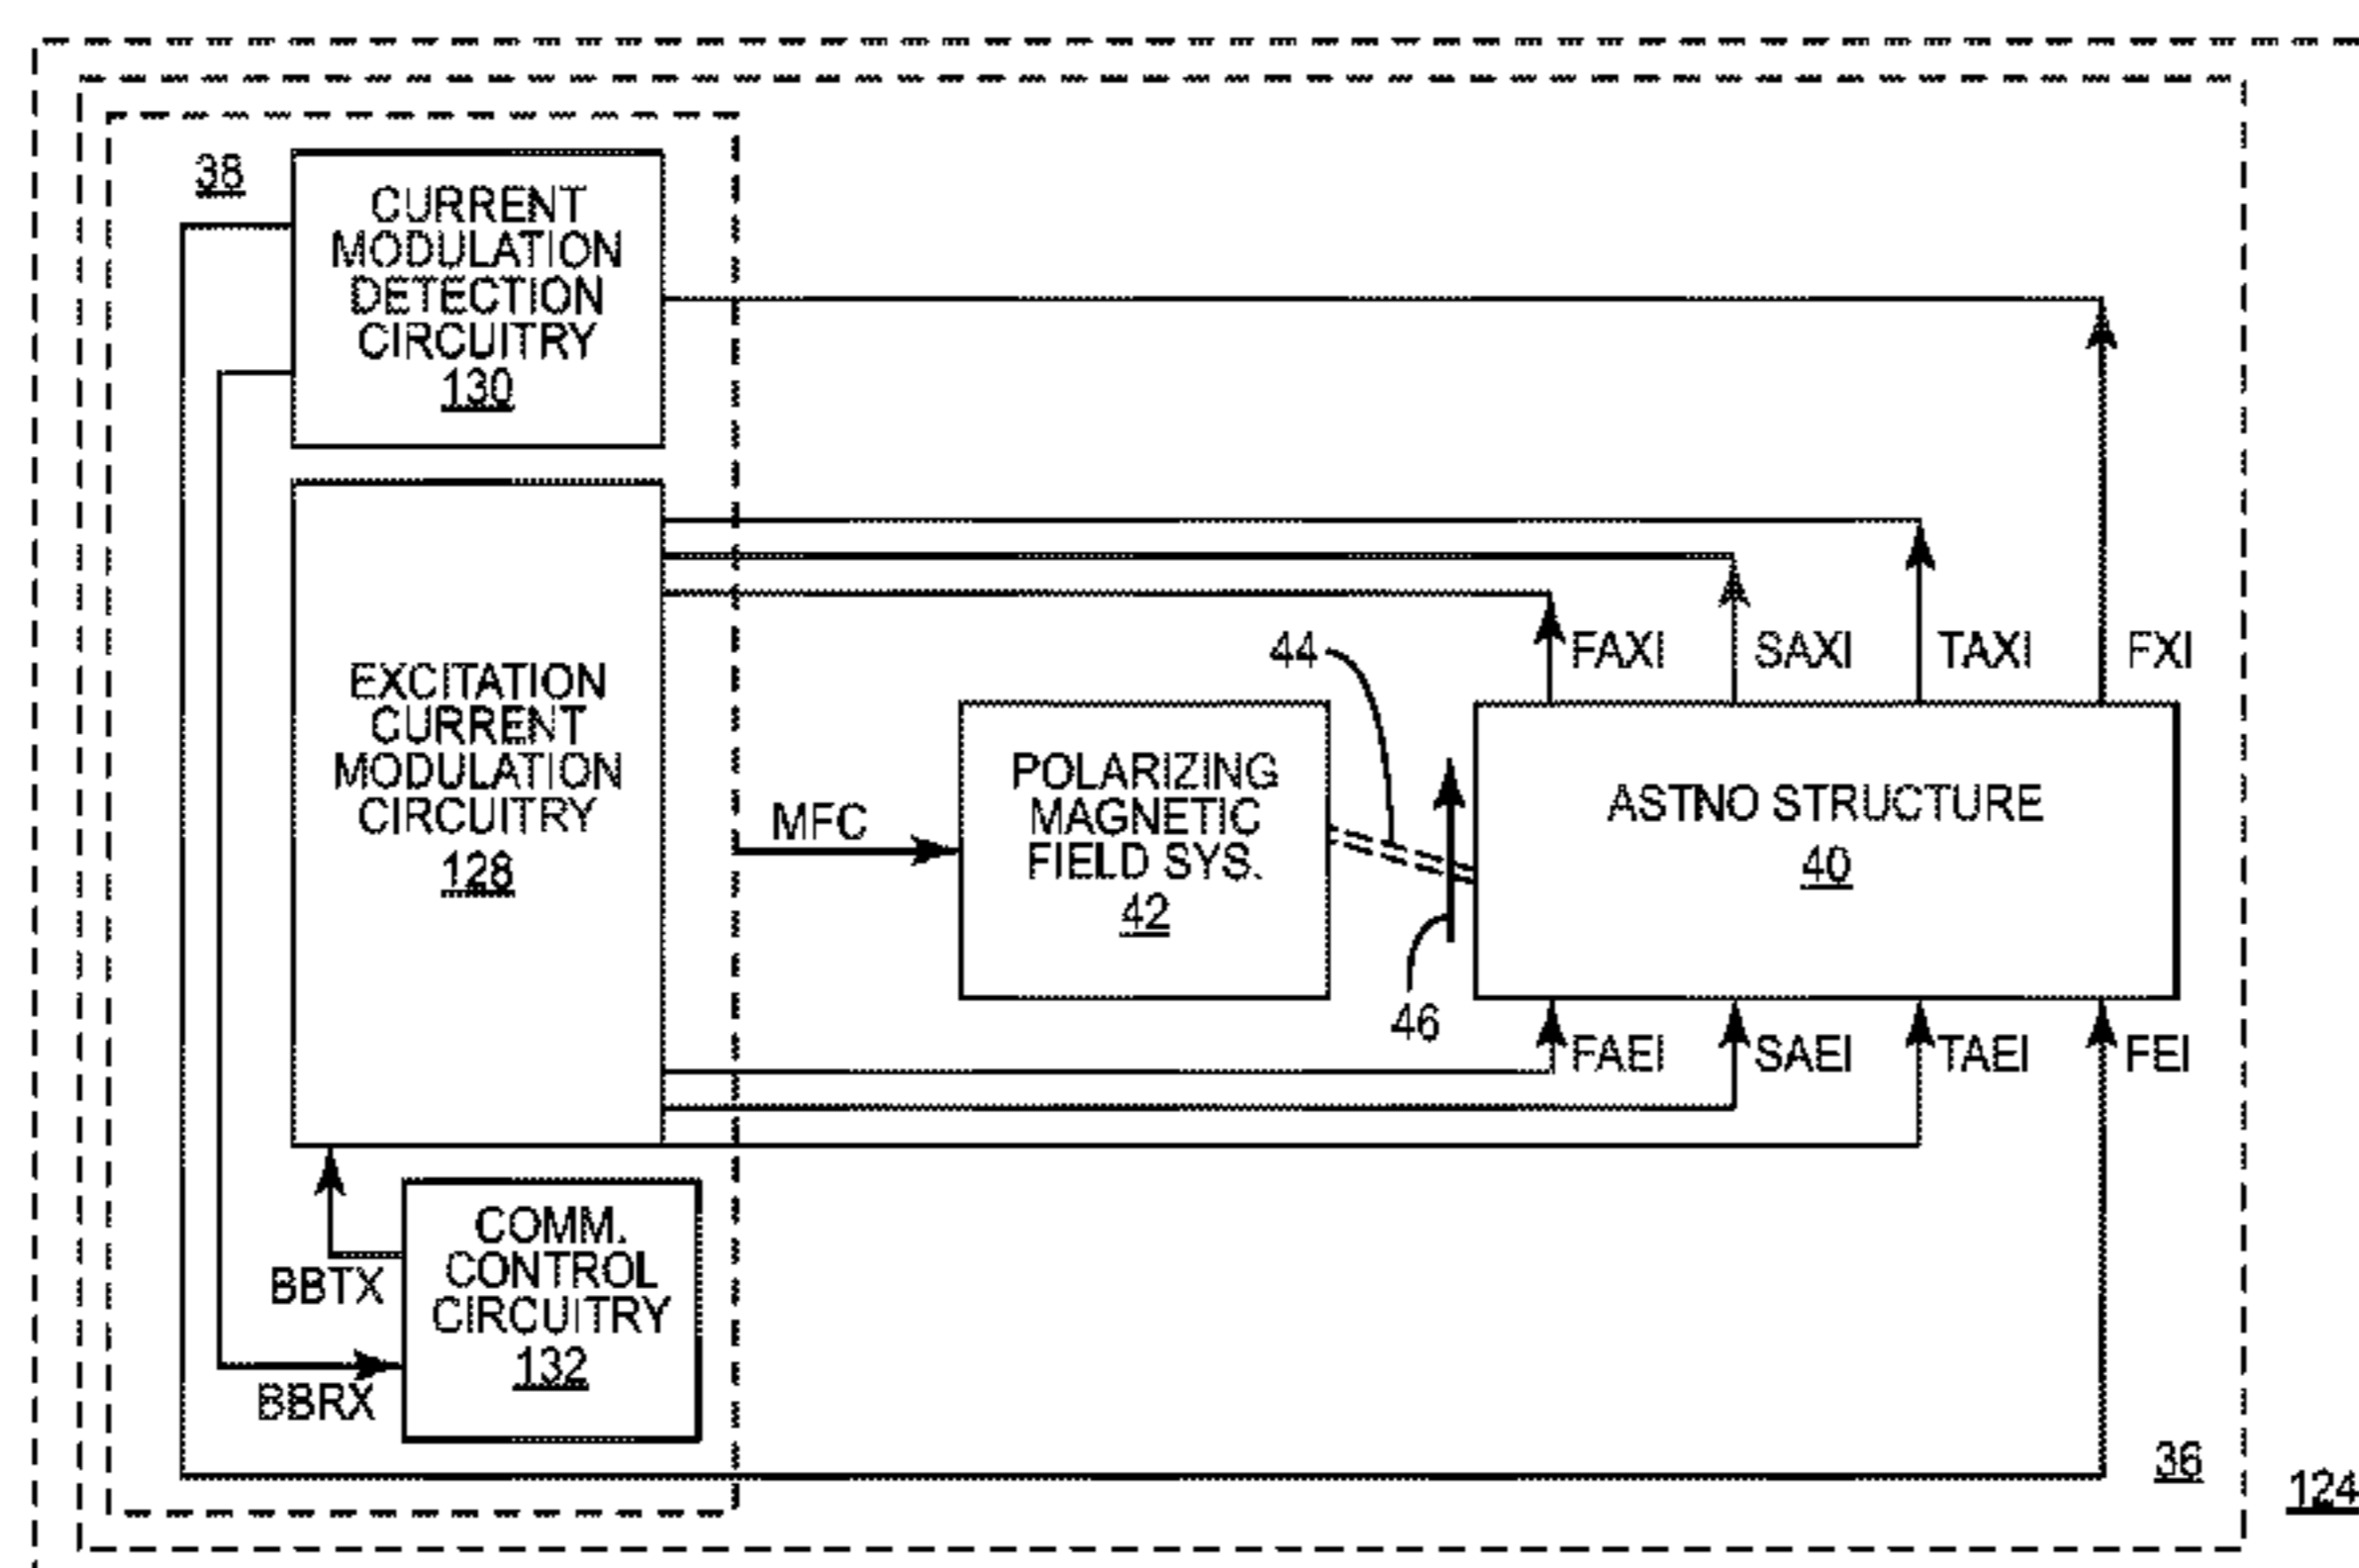 38
CURRENT
MODULATION
DETECTION
CIRCUITRY
130
EXCITATION
CURRENT
MODULATION
CIRCUITRY
128
MFC
POLARIZING
MAGNETIC
FIELD SYS.
42
44
46
FAXI
SAXI
TAXI
FXI
ASTNO STRUCTURE
40
FAEI
SAEI
TAEI
FEI
BBTX
BBRX
COMM.
CONTROL
CIRCUITRY
132
36
124